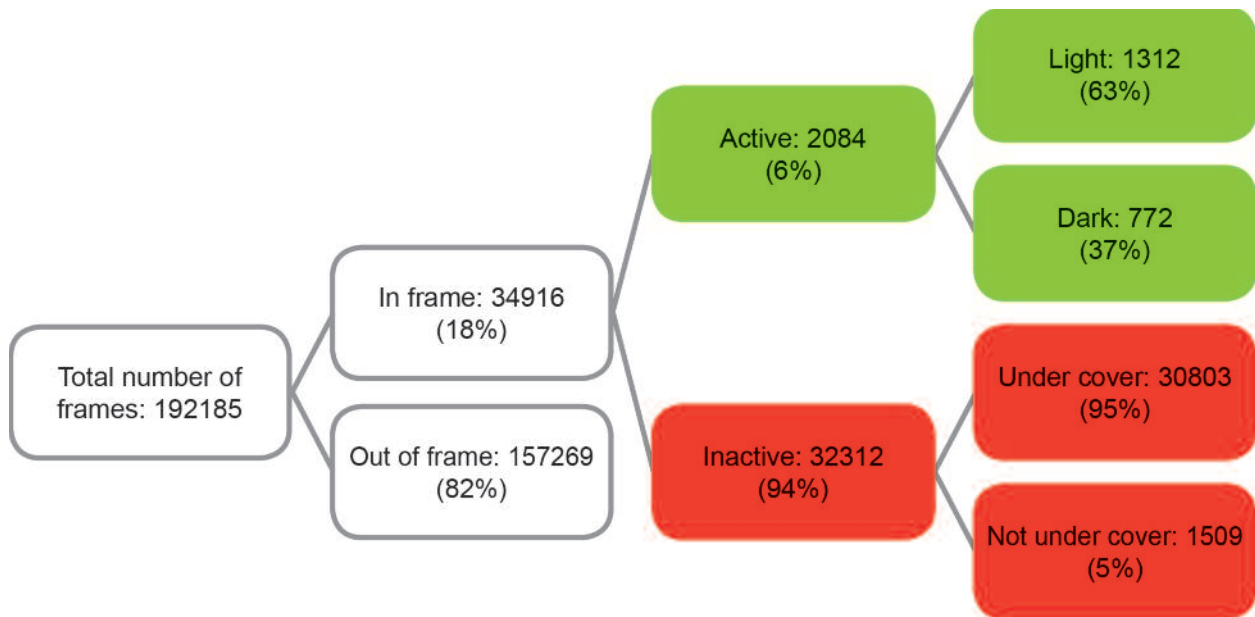 Total number of
frames: 192185
In frame: 34916
(18%)
Out of frame: 157269
(82%)
Active: 2084
(6%)
Inactive: 32312
(94%)
Light: 1312
(63%)
Dark: 772
(37%)
Under cover: 30803
(95%)
Not under cover: 1509
(5%)